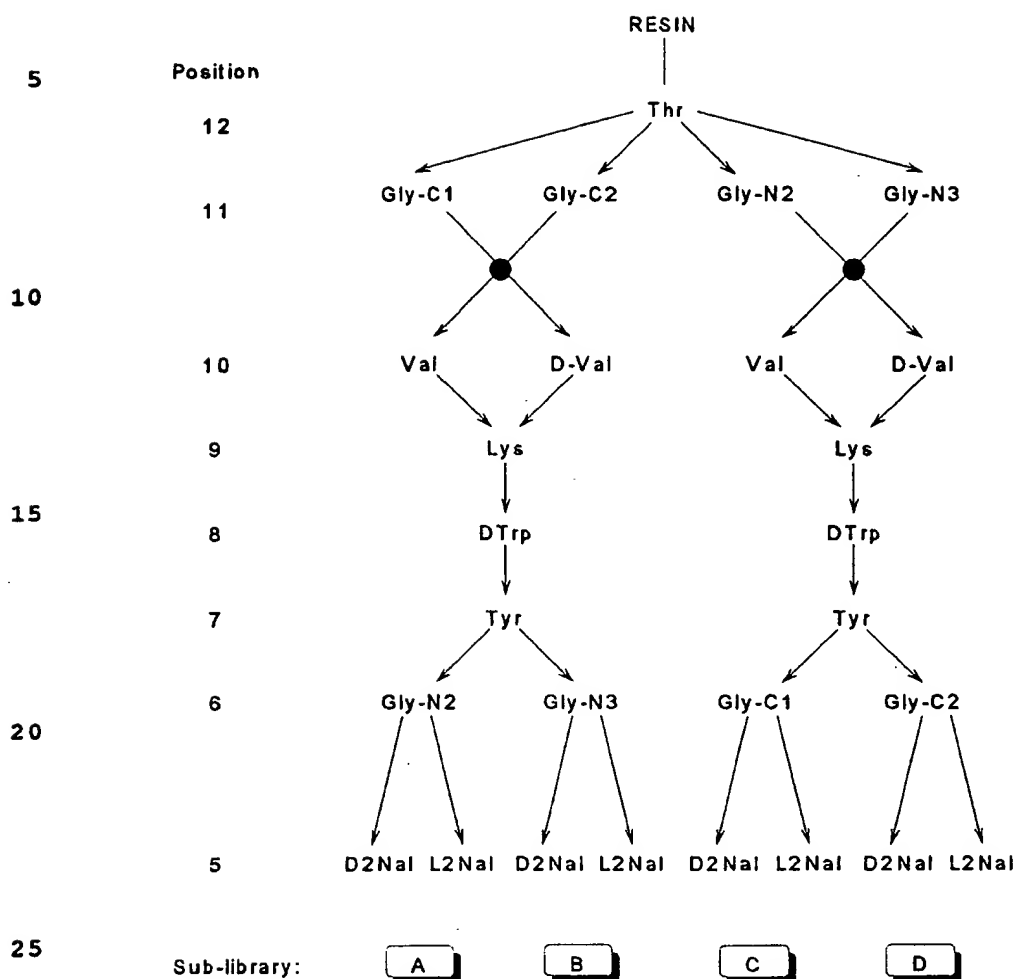 RESIN
5 Position
12 Thr
11 Gly-C1 Gly-C2 Gly-N2 Gly-N3
10
10 Val D-Val Val D-Val
9 Lys Lys
15
8 DTrp DTrp
7 Tyr Tyr
6 Gly-N2 Gly-N3 Gly-C1 Gly-C2
20
5 D2Nal L2Nal D2Nal L2Nal D2Nal L2Nal D2Nal L2Nal
25
Sub-library: A B C D